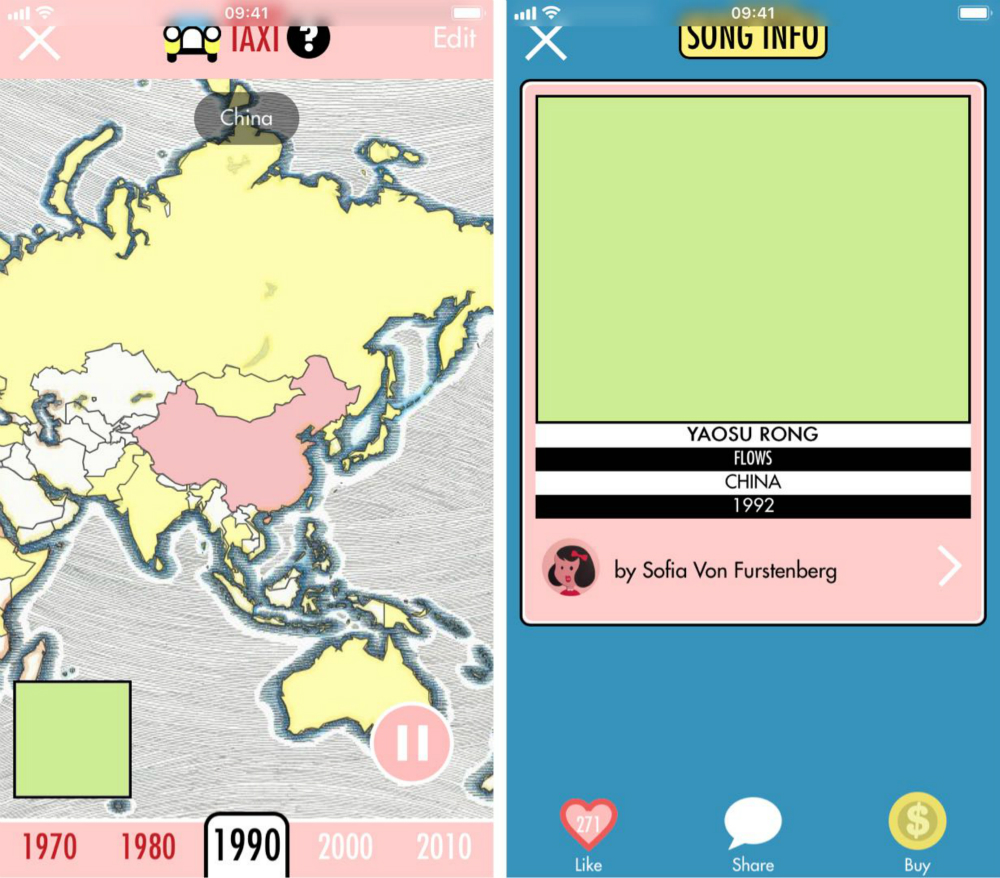 09:41
TAXI ? Edit
China
1970 1980 1990 2000 2010
09:41
SONG INFO
YAOSU RONG
FLOWS
CHINA
1992
by Sofia Von Furstenberg
271
$
Like Share Buy